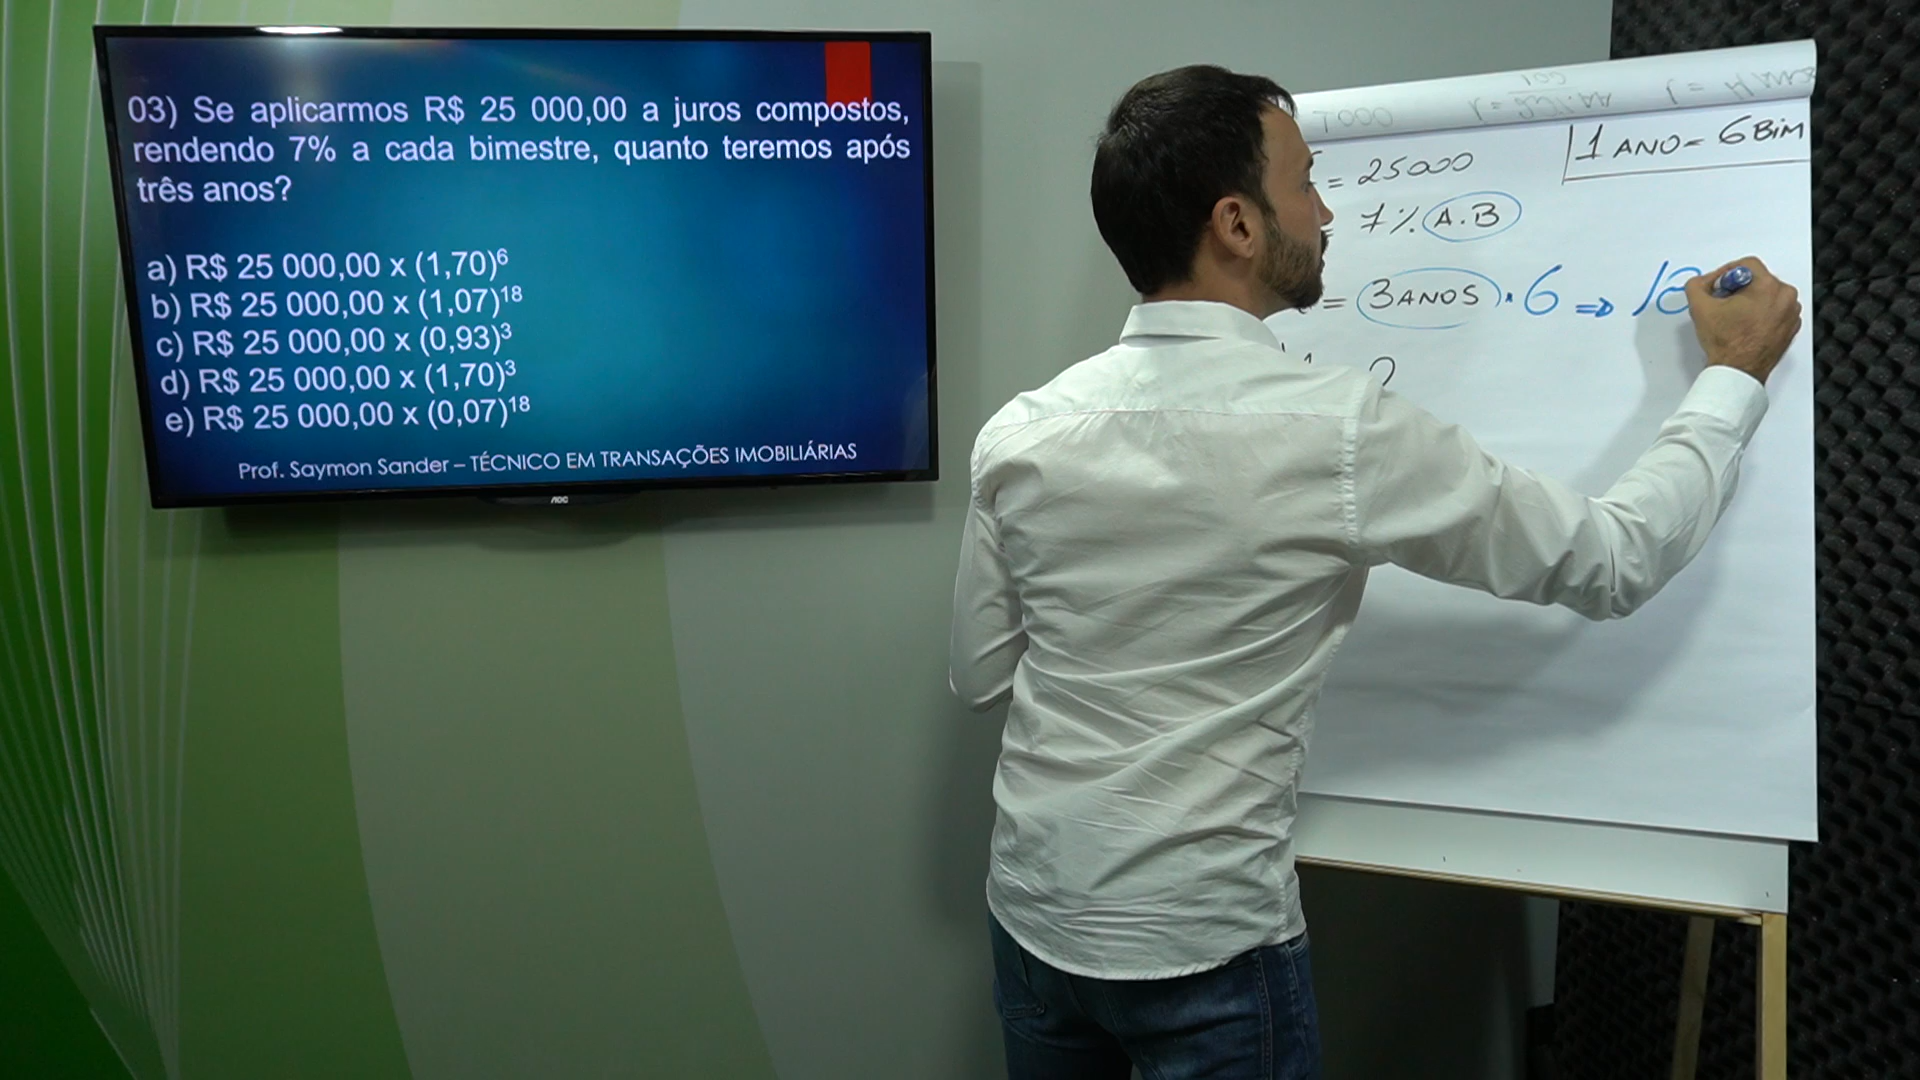 03) Se aplicarmos R$ 25 000,00 a juros compostos,
rendendo 7% a cada bimestre, quanto teremos após
três anos?
a) R$ 25 000,00 x (1,70)⁶
b) R$ 25 000,00 x (1,07)¹⁸
c) R$ 25 000,00 x (0,93)³
d) R$ 25 000,00 x (1,70)³
e) R$ 25 000,00 x (0,07)¹⁸
Prof. Saymon Sander – TÉCNICO EM TRANSAÇÕES IMOBILIÁRIAS
AOC
1 ANO = 6 BIM
= 25000
= 7% A.B
= 3 ANOS · 6 ⇒ 18
?